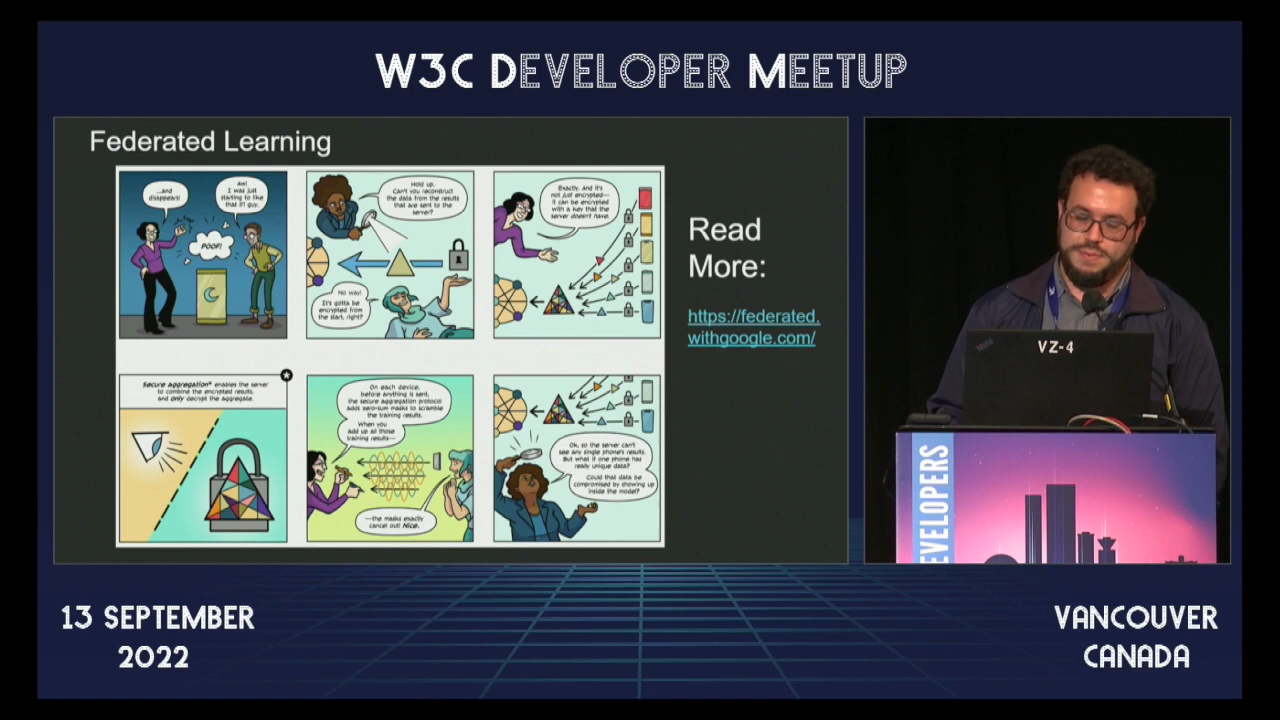 W3C DEVELOPER MEETUP
Federated Learning
...and
disappears!
Aw!
I was just
starting to like
that li'l guy.
POOF!
Hold up.
Can't you reconstruct
the data from the results
that are sent to the
server?
No way!
It's gotta be
encrypted from
the start, right?
Exactly. And it's
not just encrypted—
it can be encrypted
with a key that the
server doesn't have.
Secure aggregation* enables the server
to combine the encrypted results,
and only decrypt the aggregate.
On each device,
before anything is sent,
the secure aggregation protocol
adds zero-sum masks to scramble
the training results.
When you
add up all those
training results—
—the masks exactly
cancel out! Nice.
Ok, so the server can't
see any single phone's results.
But what if one phone has
really unique data?
Could that data be
compromised by showing up
inside the model?
Read
More:
https://federated.
withgoogle.com/
VZ-4
EVELOPERS
13 SEPTEMBER
2022
VANCOUVER
CANADA